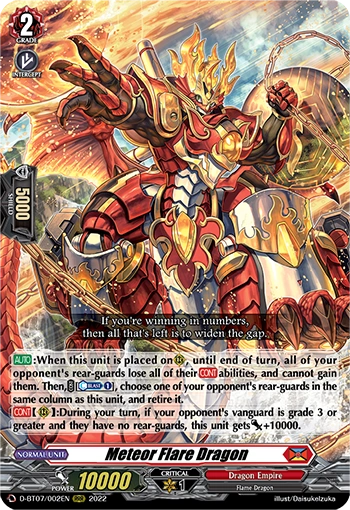 2
GRADE
INTERCEPT
5000
SHIELD
If you're winning in numbers,
then all that's left is to widen the gap.
AUTO:When this unit is placed on R, until end of turn, all of your
opponent's rear-guards lose all of their CONT abilities, and cannot gain
them. Then, [BLAST 1], choose one of your opponent's rear-guards in the
same column as this unit, and retire it.
CONT [R]:During your turn, if your opponent's vanguard is grade 3 or
greater and they have no rear-guards, this unit gets +10000.
NORMAL UNIT
Meteor Flare Dragon
POWER 10000
CRITICAL
1
Dragon Empire
Flame Dragon
D-BT07/002EN RRR 2022
illust/DaisukeIzuka